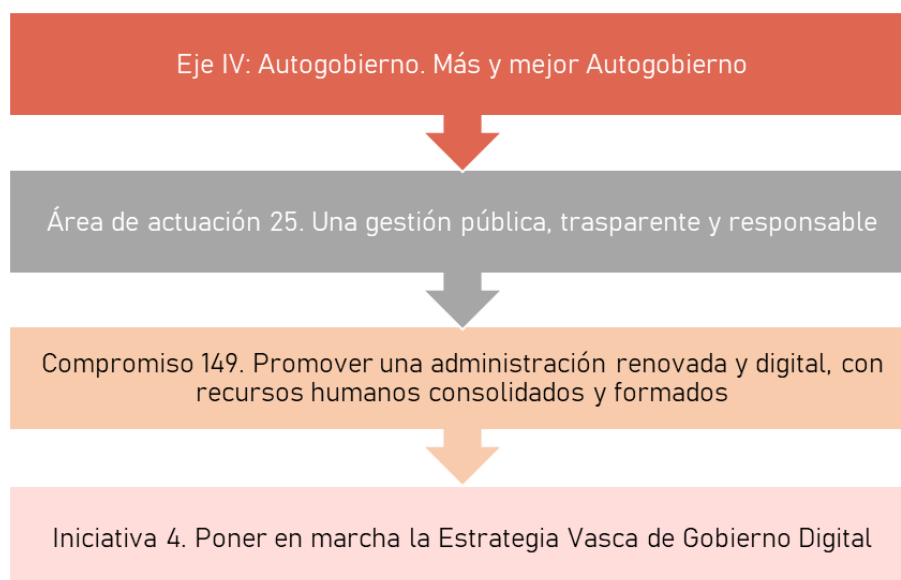 Eje IV: Autogobierno. Más y mejor Autogobierno
Área de actuación 25. Una gestión pública, trasparente y responsable
Compromiso 149. Promover una administración renovada y digital, con
recursos humanos consolidados y formados
Iniciativa 4. Poner en marcha la Estrategia Vasca de Gobierno Digital